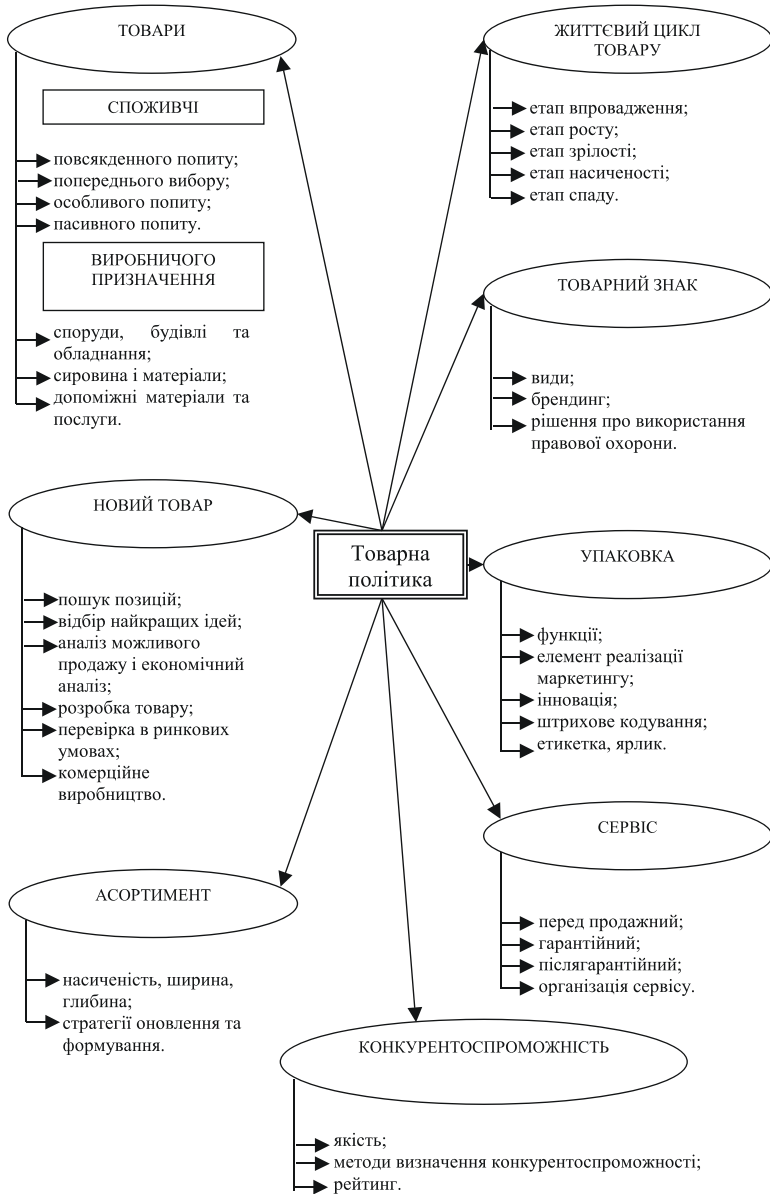 ТОВАРИ
СПОЖИВЧІ
повсякденного попиту;
попереднього вибору;
особливого попиту;
пасивного попиту.
ВИРОБНИЧОГО
ПРИЗНАЧЕННЯ
споруди, будівлі та
обладнання;
сировина і матеріали;
допоміжні матеріали та
послуги.
ЖИТТЄВИЙ ЦИКЛ
ТОВАРУ
етап впровадження;
етап росту;
етап зрілості;
етап насиченості;
етап спаду.
ТОВАРНИЙ ЗНАК
види;
брендинг;
рішення про використання
правової охорони.
НОВИЙ ТОВАР
пошук позицій;
відбір найкращих ідей;
аналіз можливого
продажу і економічний
аналіз;
розробка товару;
перевірка в ринкових
умовах;
комерційне
виробництво.
Товарна
політика
УПАКОВКА
функції;
елемент реалізації
маркетингу;
інновація;
штрихове кодування;
етикетка, ярлик.
СЕРВІС
перед продажний;
гарантійний;
післягарантійний;
організація сервісу.
АСОРТИМЕНТ
насиченість, ширина,
глибина;
стратегії оновлення та
формування.
КОНКУРЕНТОСПРОМОЖНІСТЬ
якість;
методи визначення конкурентоспроможності;
рейтинг.